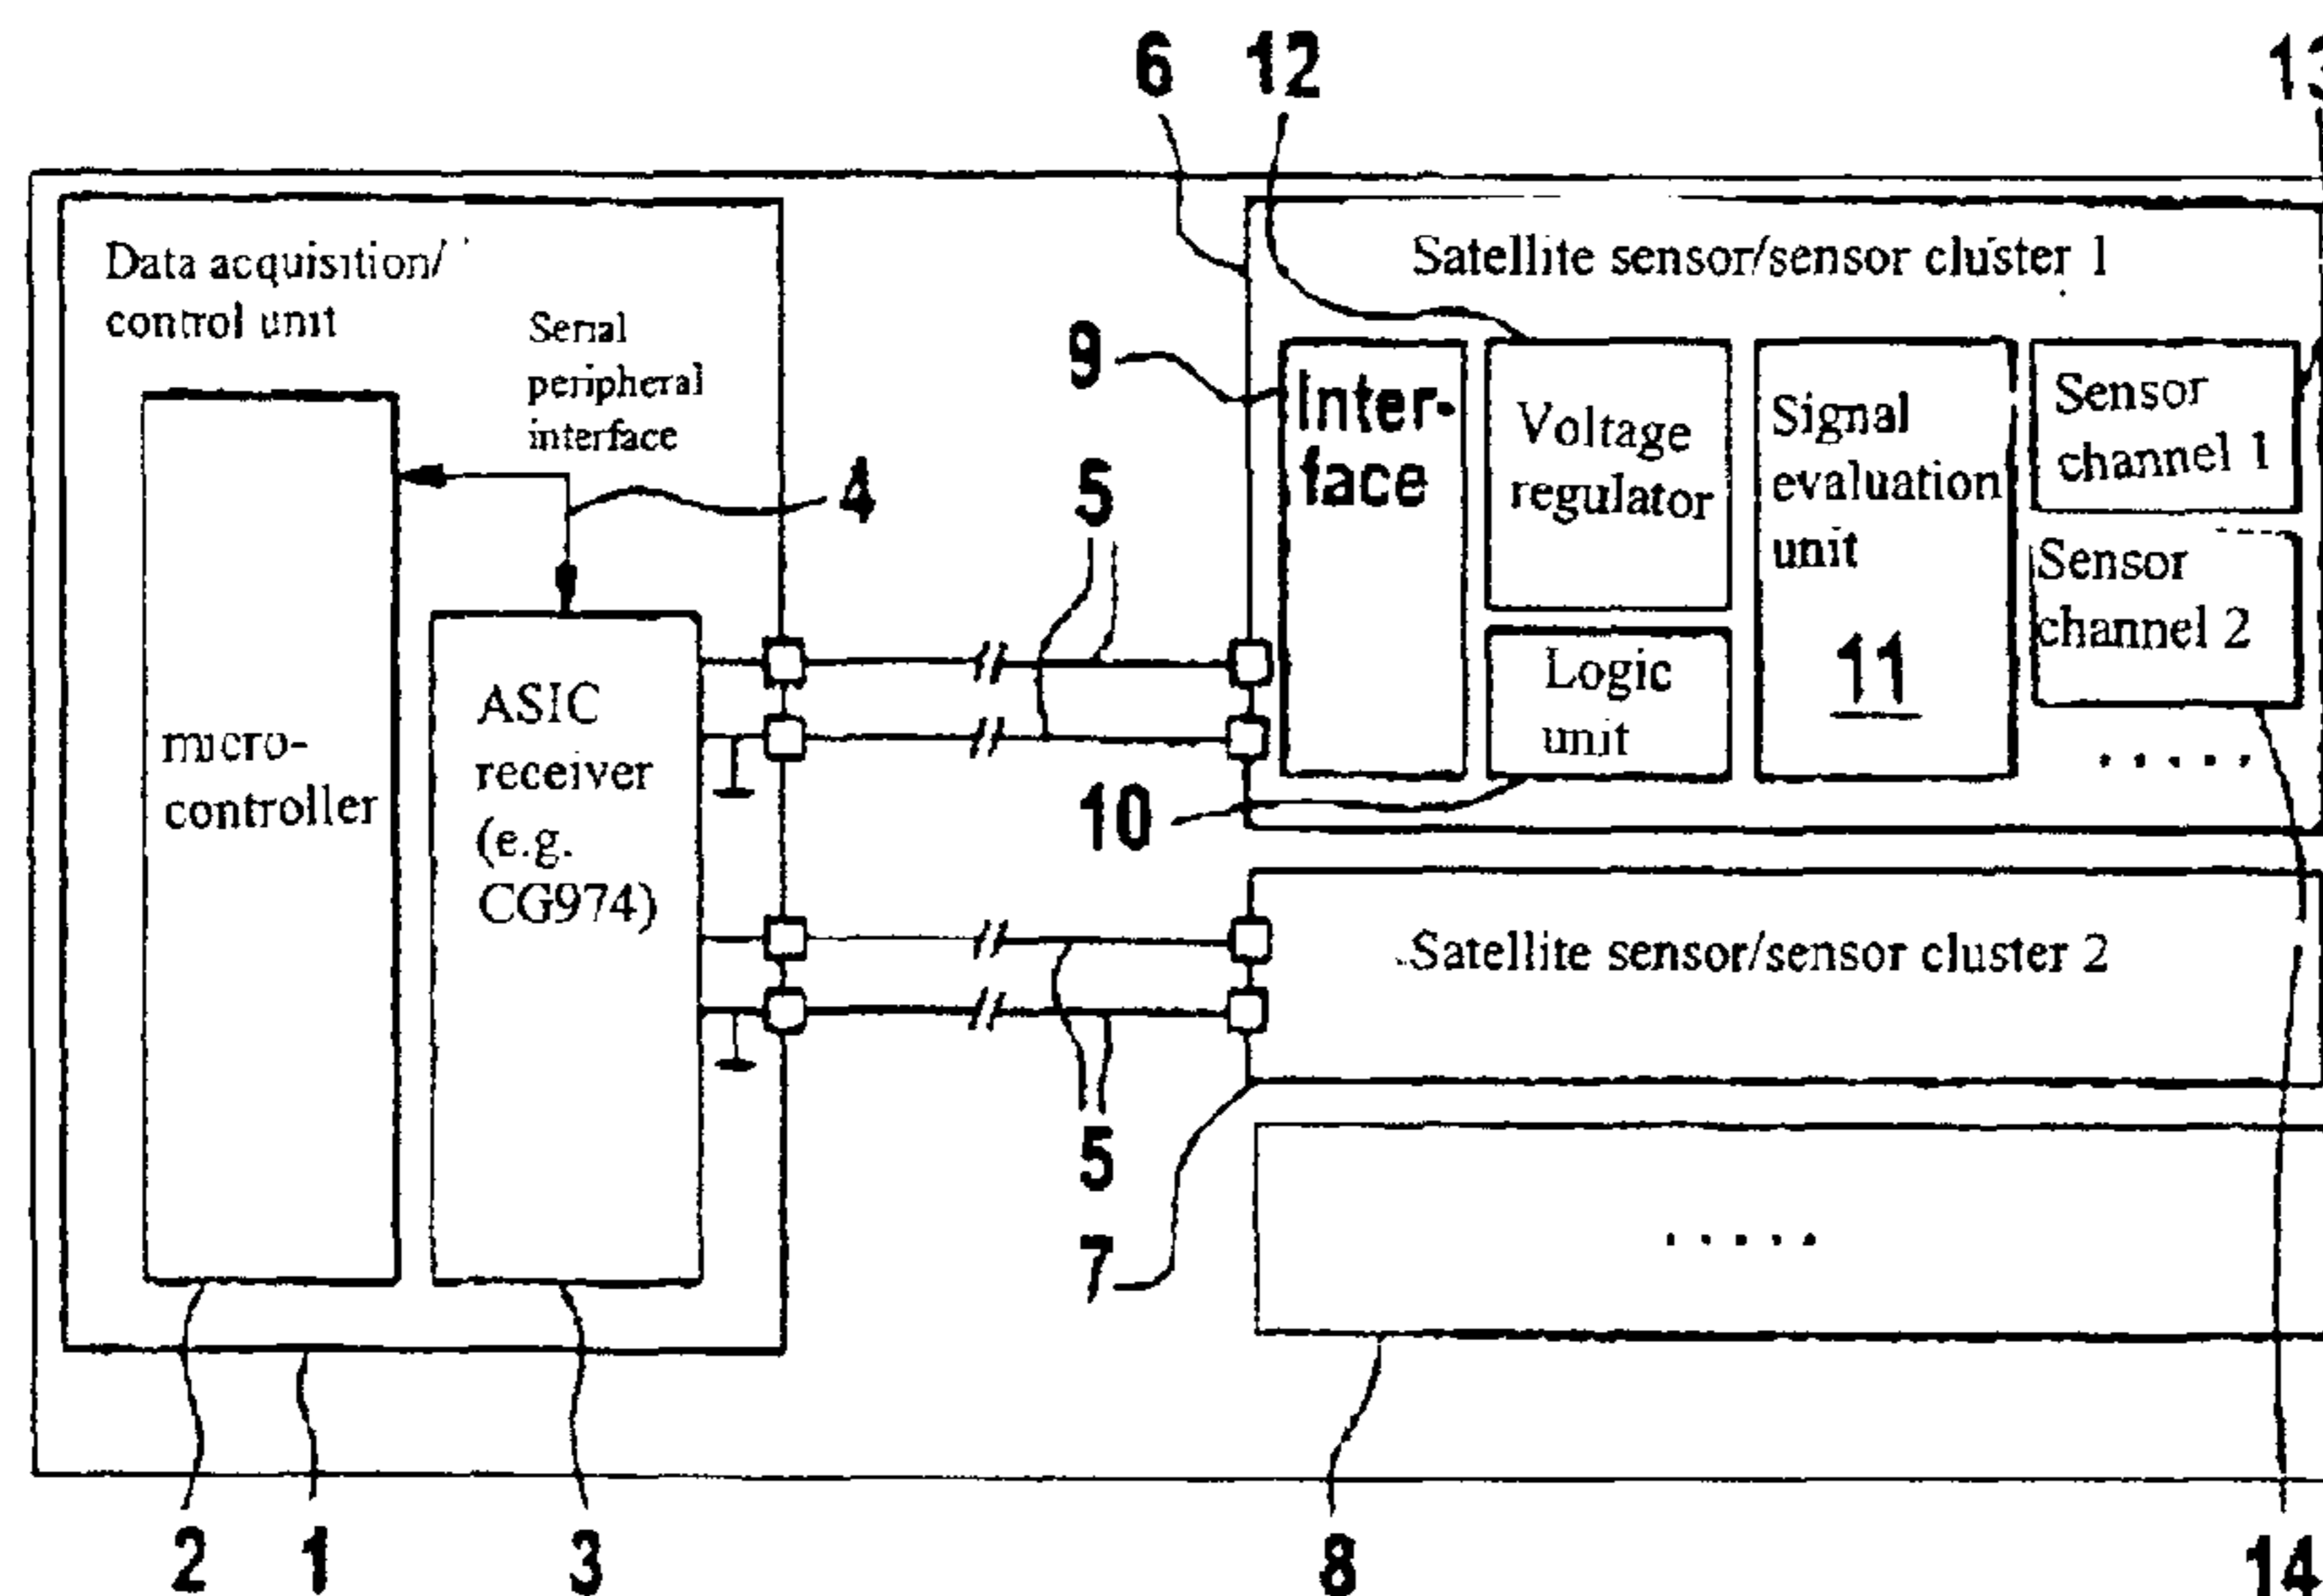 6 12 13
Data acquisition/
control unit
Serial
peripheral
interface
4
micro-
controller
ASIC
receiver
(e.g.
CG974)
5
9
10
Satellite sensor/sensor cluster 1
Inter-
face
Voltage
regulator
Logic
unit
Signal
evaluation
unit
11
Sensor
channel 1
Sensor
channel 2
.....
Satellite sensor/sensor cluster 2
5
7
.....
2 1 3 8 14